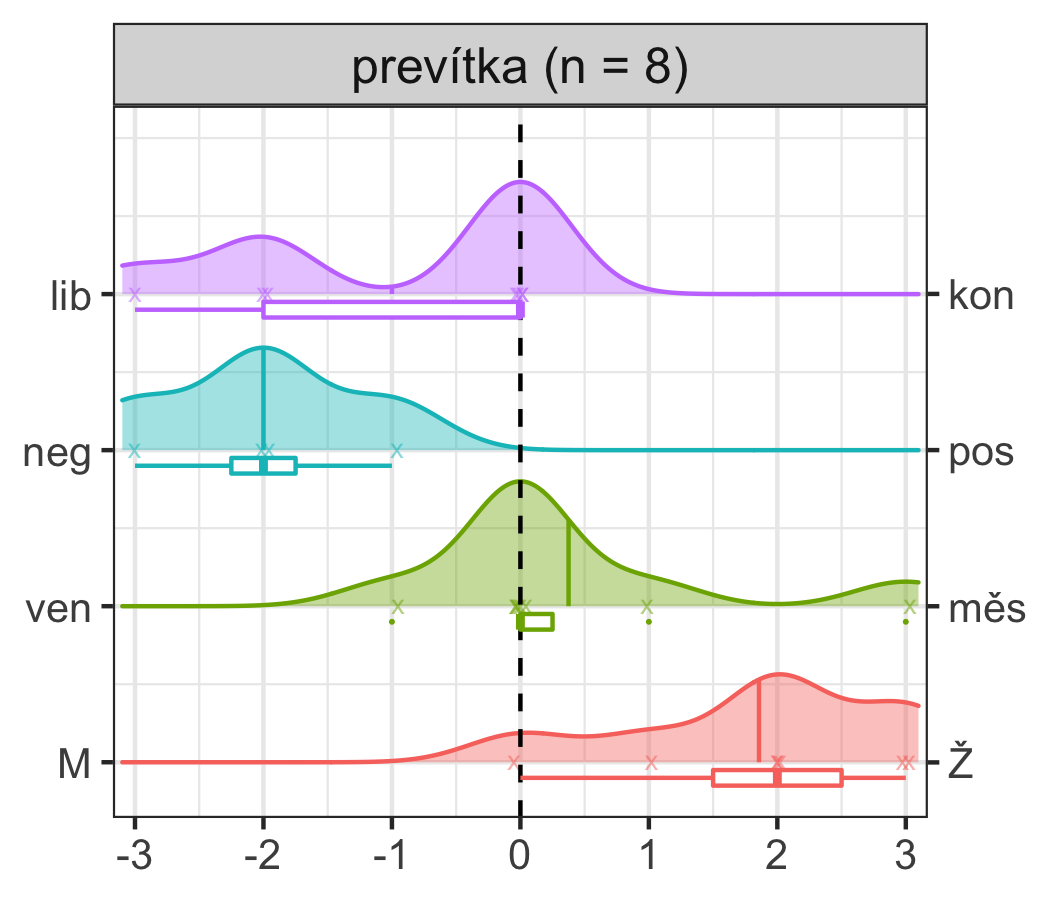 prevítka (n = 8)
lib kon
neg pos
ven měs
M Ž
-3 -2 -1 0 1 2 3